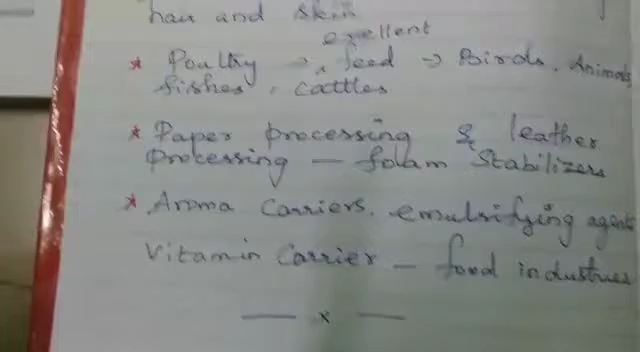 hair and skin
excellent
* Poultry → , feed → Birds, Animals
fishes, cattles
* Paper processing & leather
processing — foam stabilizers
* Aroma carriers, emulsifying agents
Vitamin carrier — food industries
— x —